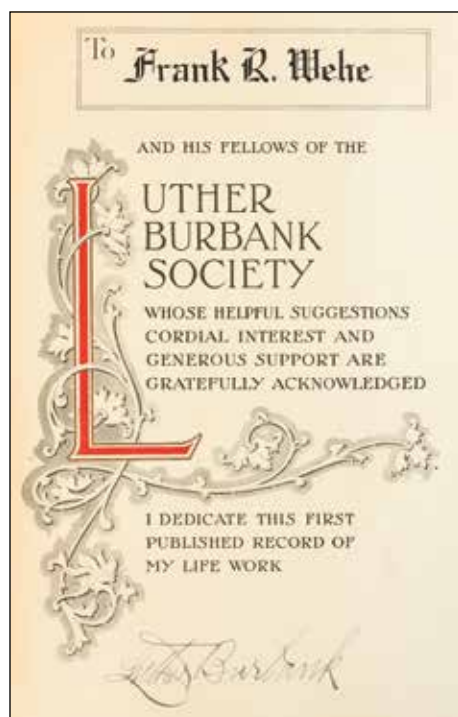 To Frank R. Wehe
AND HIS FELLOWS OF THE
LUTHER
BURBANK
SOCIETY
WHOSE HELPFUL SUGGESTIONS
CORDIAL INTEREST AND
GENEROUS SUPPORT ARE
GRATEFULLY ACKNOWLEDGED
I DEDICATE THIS FIRST
PUBLISHED RECORD OF
MY LIFE WORK
Luther Burbank